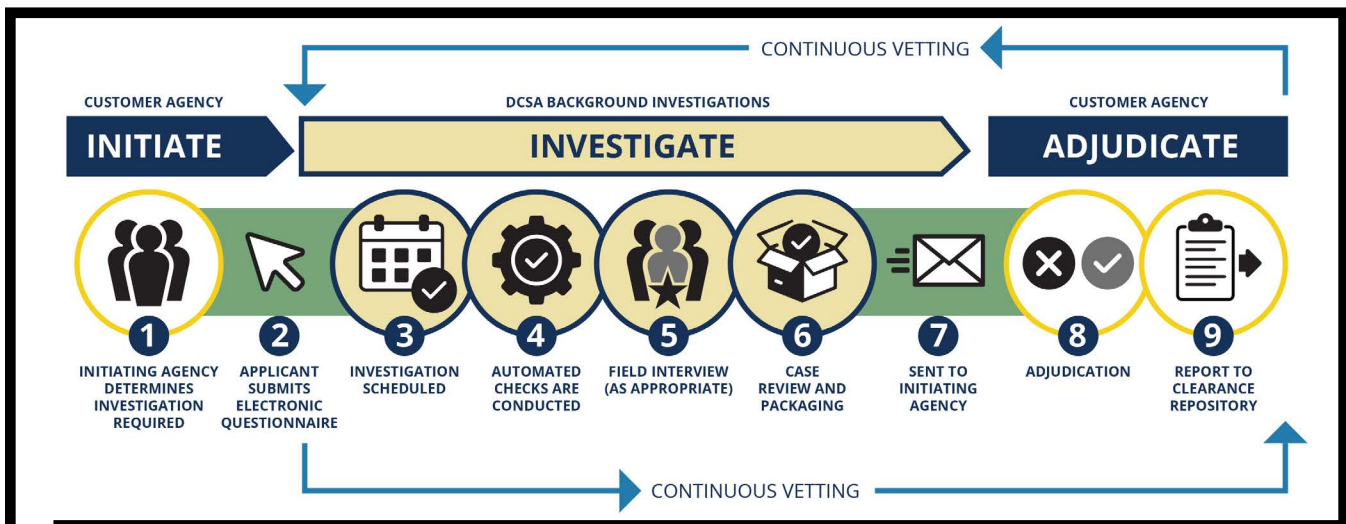 CONTINUOUS VETTING
CUSTOMER AGENCY
DCSA BACKGROUND INVESTIGATIONS
CUSTOMER AGENCY
INITIATE
INVESTIGATE
ADJUDICATE
1
INITIATING AGENCY
DETERMINES
INVESTIGATION
REQUIRED
2
APPLICANT
SUBMITS
ELECTRONIC
QUESTIONNAIRE
3
INVESTIGATION
SCHEDULED
4
AUTOMATED
CHECKS ARE
CONDUCTED
5
FIELD INTERVIEW
(AS APPROPRIATE)
6
CASE
REVIEW AND
PACKAGING
7
SENT TO
INITIATING
AGENCY
8
ADJUDICATION
9
REPORT TO
CLEARANCE
REPOSITORY
CONTINUOUS VETTING